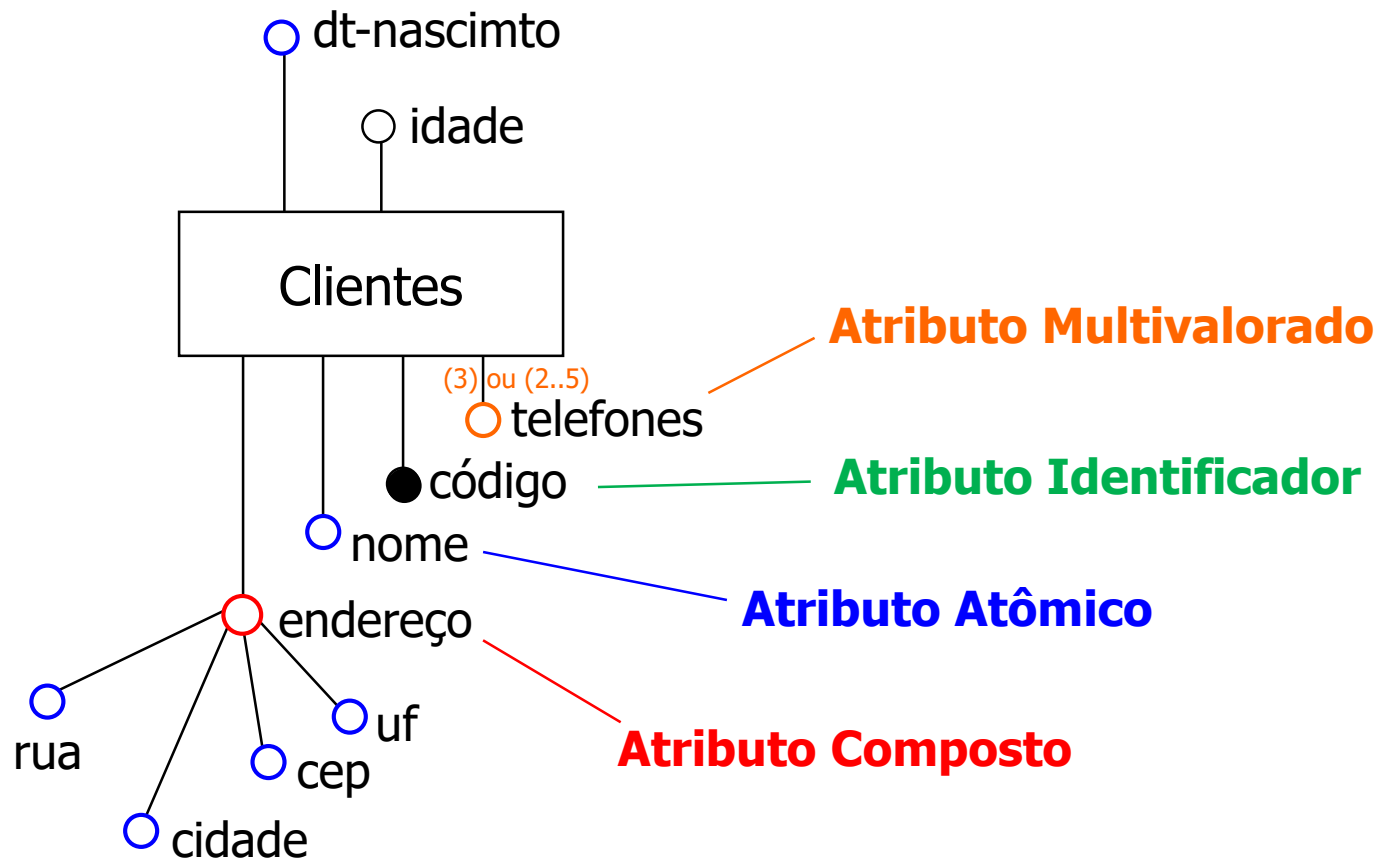 dt-nascimto
idade
Clientes
Atributo Multivalorado
(3) ou (2..5)
telefones
código
Atributo Identificador
nome
Atributo Atômico
endereço
uf
rua
Atributo Composto
cep
cidade